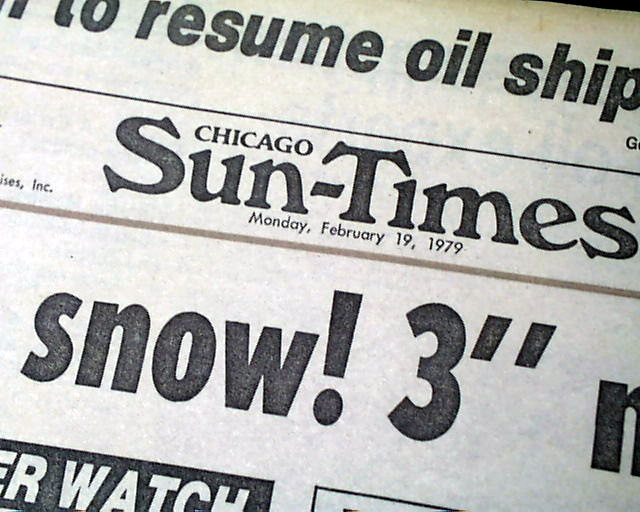 to resume oil ship
CHICAGO
Sun-Times
ises, Inc.
Monday, February 19, 1979
snow! 3"
ER WATCH